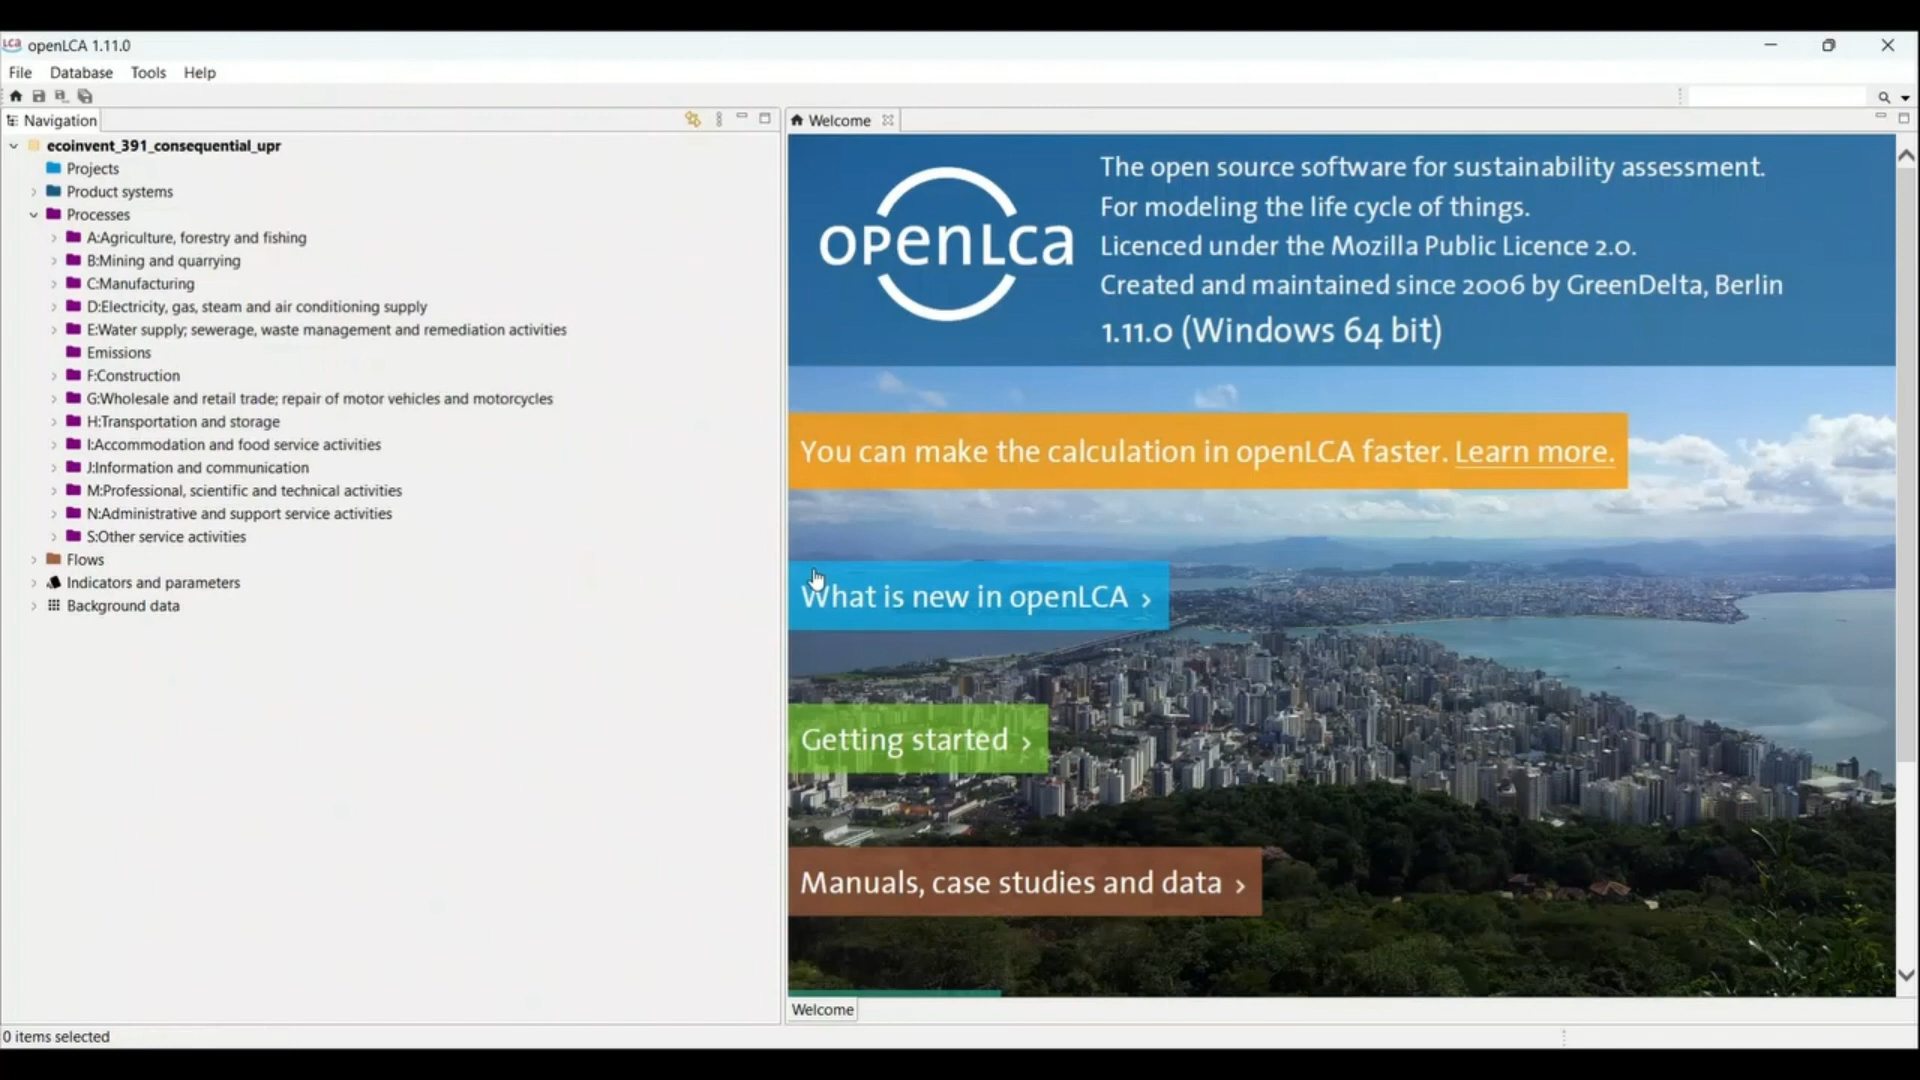 LCA openLCA 1.11.0
File Database Tools Help
Navigation
ecoinvent_391_consequential_upr
Projects
Product systems
Processes
A:Agriculture, forestry and fishing
B:Mining and quarrying
C:Manufacturing
D:Electricity, gas, steam and air conditioning supply
E:Water supply; sewerage, waste management and remediation activities
Emissions
F:Construction
G:Wholesale and retail trade; repair of motor vehicles and motorcycles
H:Transportation and storage
I:Accommodation and food service activities
J:Information and communication
M:Professional, scientific and technical activities
N:Administrative and support service activities
S:Other service activities
Flows
Indicators and parameters
Background data
0 items selected
Welcome
openLca
The open source software for sustainability assessment.
For modeling the life cycle of things.
Licenced under the Mozilla Public Licence 2.0.
Created and maintained since 2006 by GreenDelta, Berlin
1.11.0 (Windows 64 bit)
You can make the calculation in openLCA faster. Learn more.
What is new in openLCA ›
Getting started ›
Manuals, case studies and data ›
Welcome